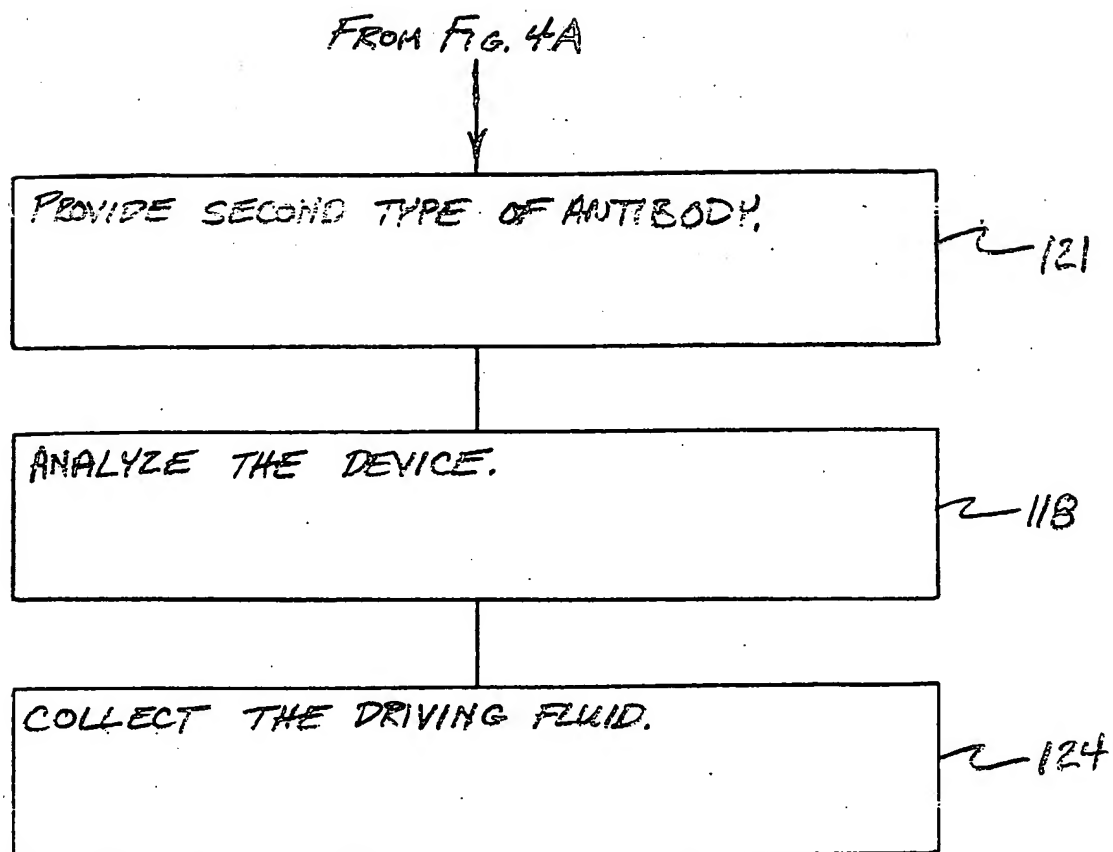 FROM FIG. 4A
PROVIDE SECOND TYPE OF ANTIBODY.
121
ANALYZE THE DEVICE.
118
COLLECT THE DRIVING FLUID.
124